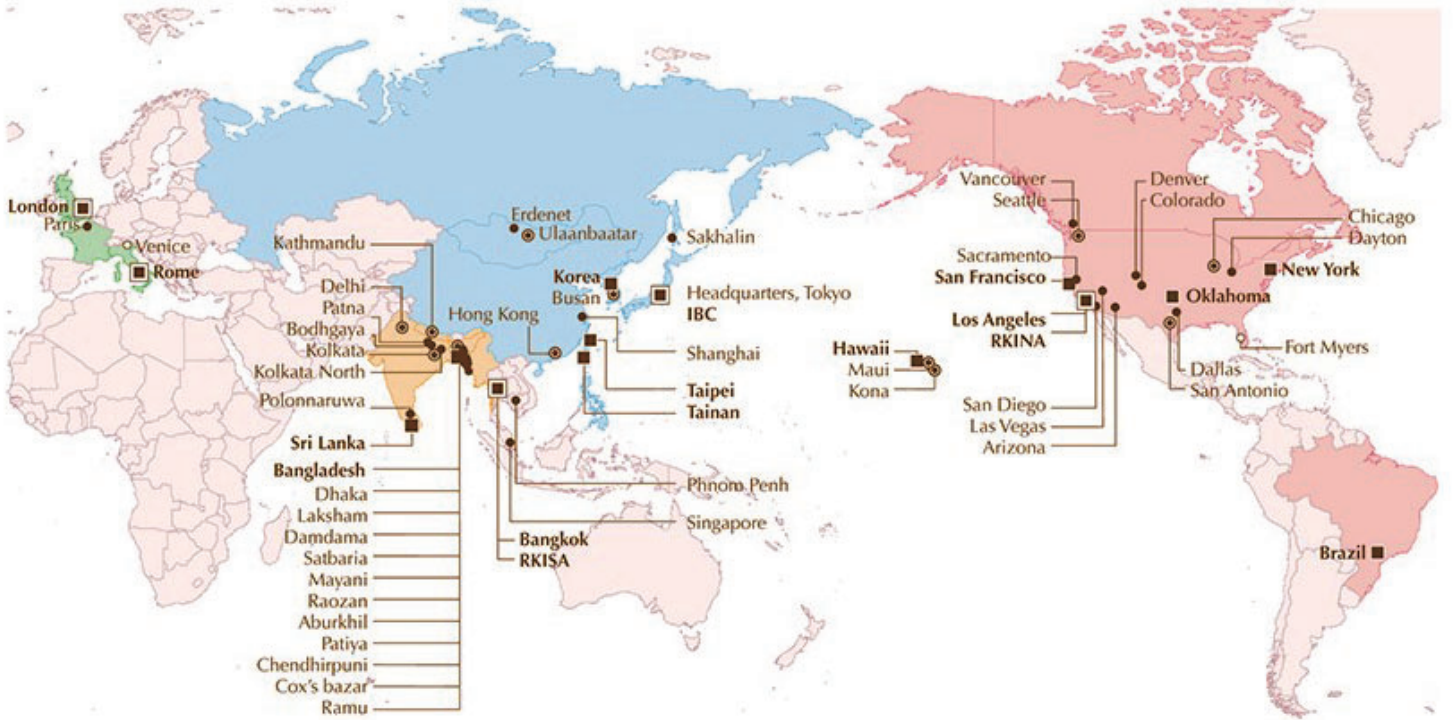 London
Paris
Venice
Rome
Kathmandu
Delhi
Patna
Bodhgaya
Kolkata
Kolkata North
Polonnaruwa
Sri Lanka
Bangladesh
Dhaka
Laksham
Damdama
Satbaria
Mayani
Raozan
Aburkhil
Patiya
Chendhirpuni
Cox's bazar
Ramu
Erdenet
Ulaanbaatar
Sakhalin
Korea
Busan
Hong Kong
Headquarters, Tokyo
IBC
Shanghai
Taipei
Tainan
Phnom Penh
Singapore
Bangkok
RKISA
Hawaii
Maui
Kona
Vancouver
Seattle
Sacramento
San Francisco
Los Angeles
RKINA
San Diego
Las Vegas
Arizona
Denver
Colorado
Chicago
Dayton
New York
Oklahoma
Fort Myers
Dallas
San Antonio
Brazil